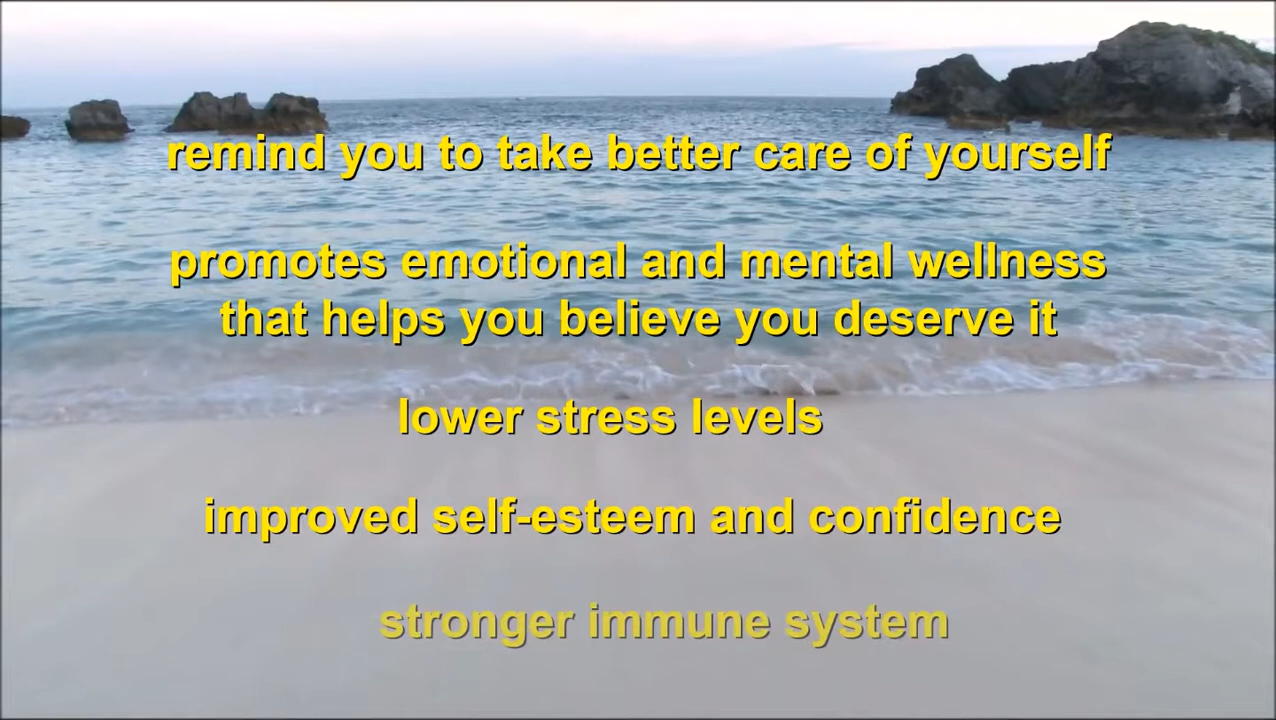 remind you to take better care of yourself
promotes emotional and mental wellness
that helps you believe you deserve it
lower stress levels
improved self-esteem and confidence
stronger immune system